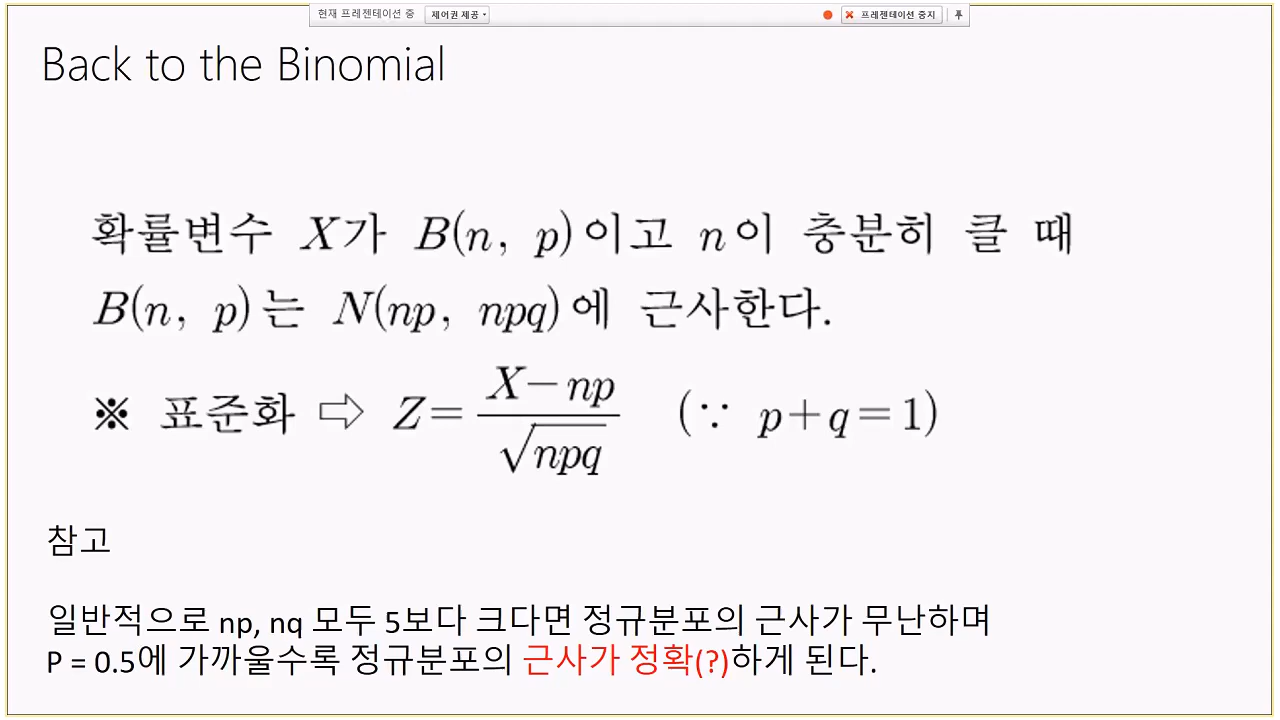 현재 프레젠테이션 중 제어권 제공 프레젠테이션 중지
Back to the Binomial
확률변수 X가 B(n, p)이고 n이 충분히 클 때
B(n, p)는 N(np, npq)에 근사한다.
※ 표준화 ⇨ Z = \frac{X - np}{\sqrt{npq}} (∵ p+q=1)
참고
일반적으로 np, nq 모두 5보다 크다면 정규분포의 근사가 무난하며
P = 0.5에 가까울수록 정규분포의 근사가 정확(?)하게 된다.